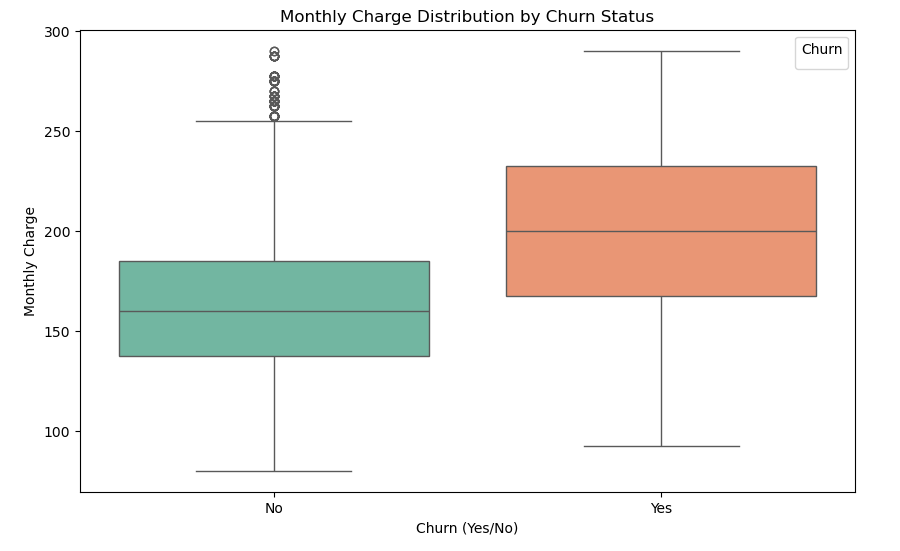 Monthly Charge Distribution by Churn Status
Churn
300
250
200
150
100
Monthly Charge
No
Yes
Churn (Yes/No)